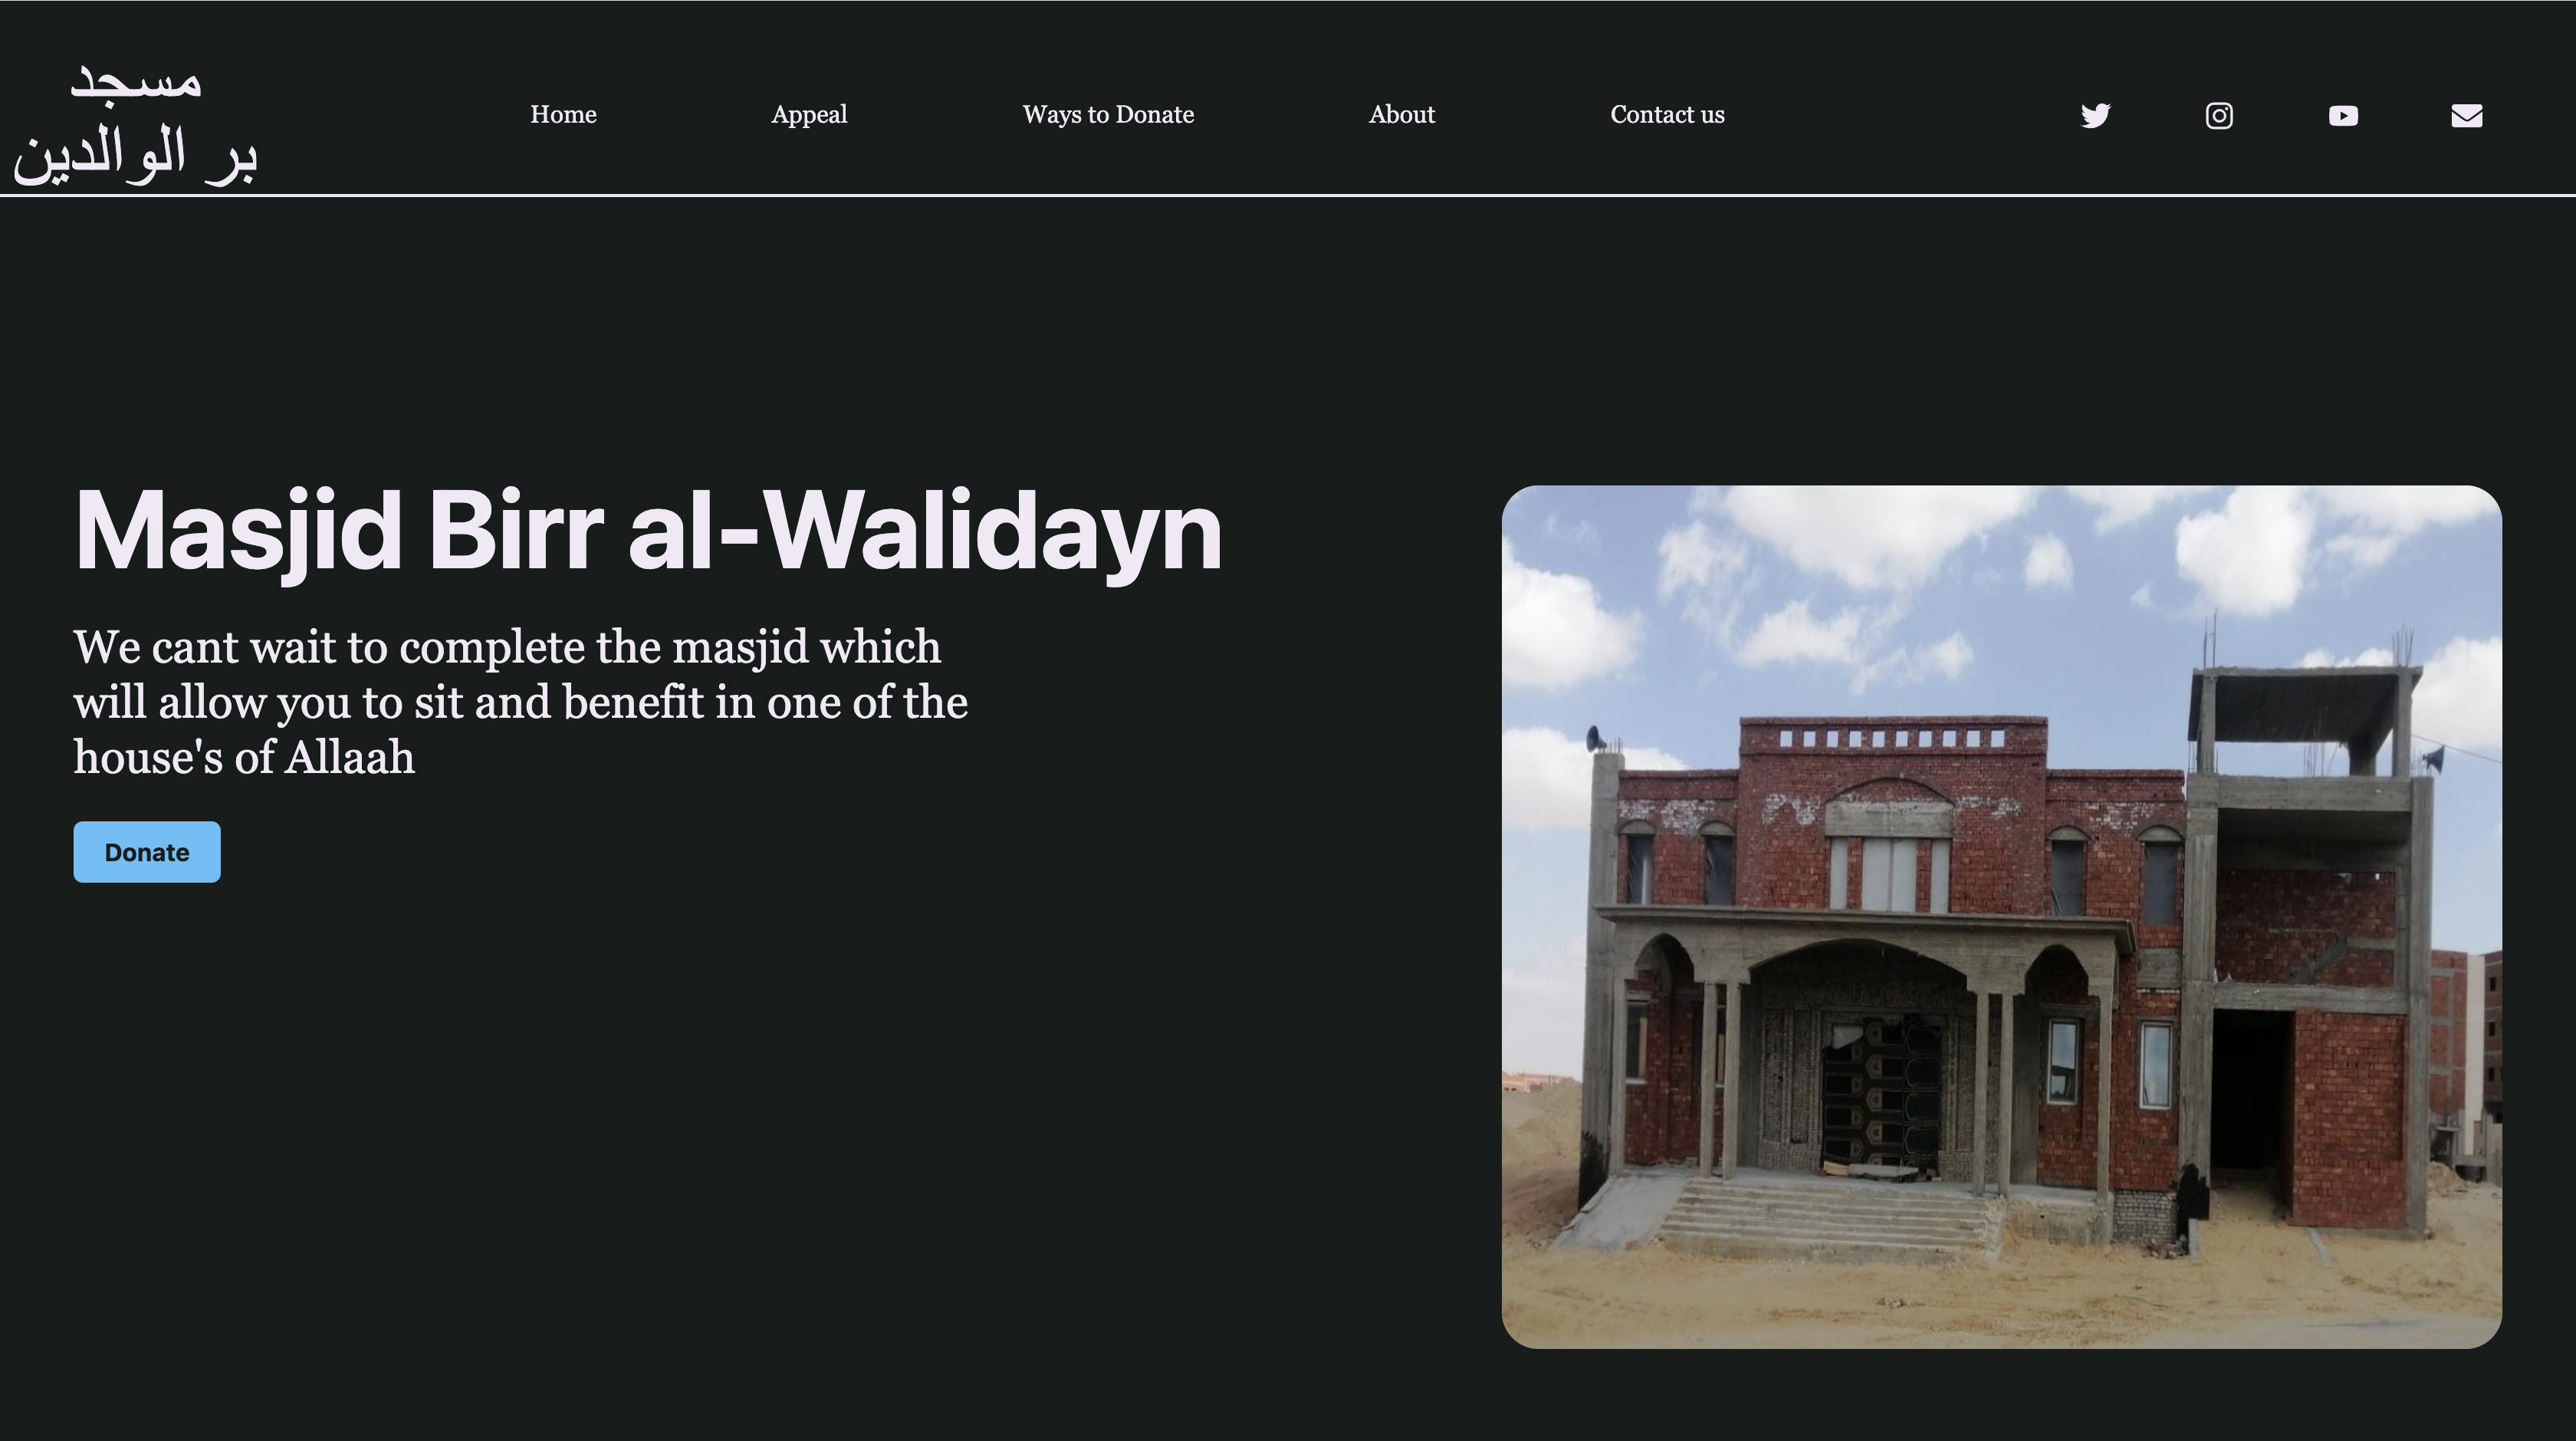 مسجد
بر الوالدين
Home
Appeal
Ways to Donate
About
Contact us
Masjid Birr al-Walidayn
We cant wait to complete the masjid which
will allow you to sit and benefit in one of the
house's of Allaah
Donate